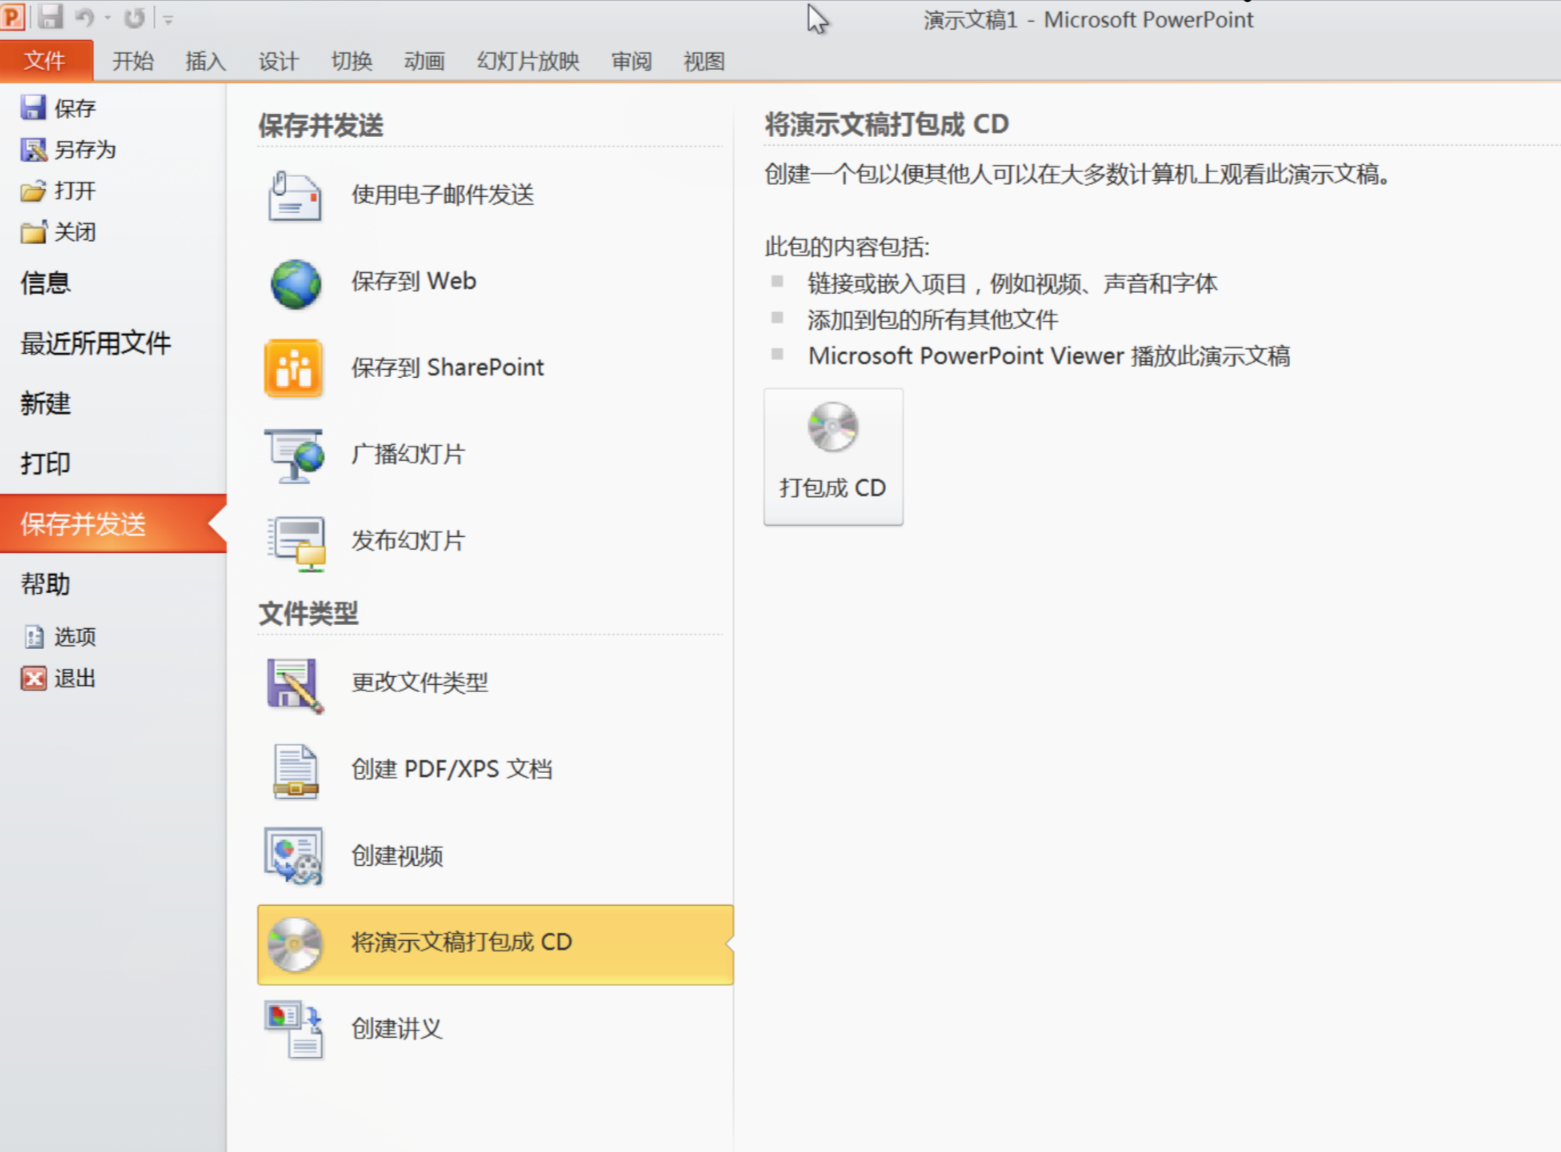 演示文稿1 - Microsoft PowerPoint
文件 开始 插入 设计 切换 动画 幻灯片放映 审阅 视图
保存
另存为
打开
关闭
信息
最近所用文件
新建
打印
保存并发送
帮助
选项
退出
保存并发送
使用电子邮件发送
保存到 Web
保存到 SharePoint
广播幻灯片
发布幻灯片
文件类型
更改文件类型
创建 PDF/XPS 文档
创建视频
将演示文稿打包成 CD
创建讲义
将演示文稿打包成 CD
创建一个包以便其他人可以在大多数计算机上观看此演示文稿。
此包的内容包括:
链接或嵌入项目，例如视频、声音和字体
添加到包的所有其他文件
Microsoft PowerPoint Viewer 播放此演示文稿
打包成 CD